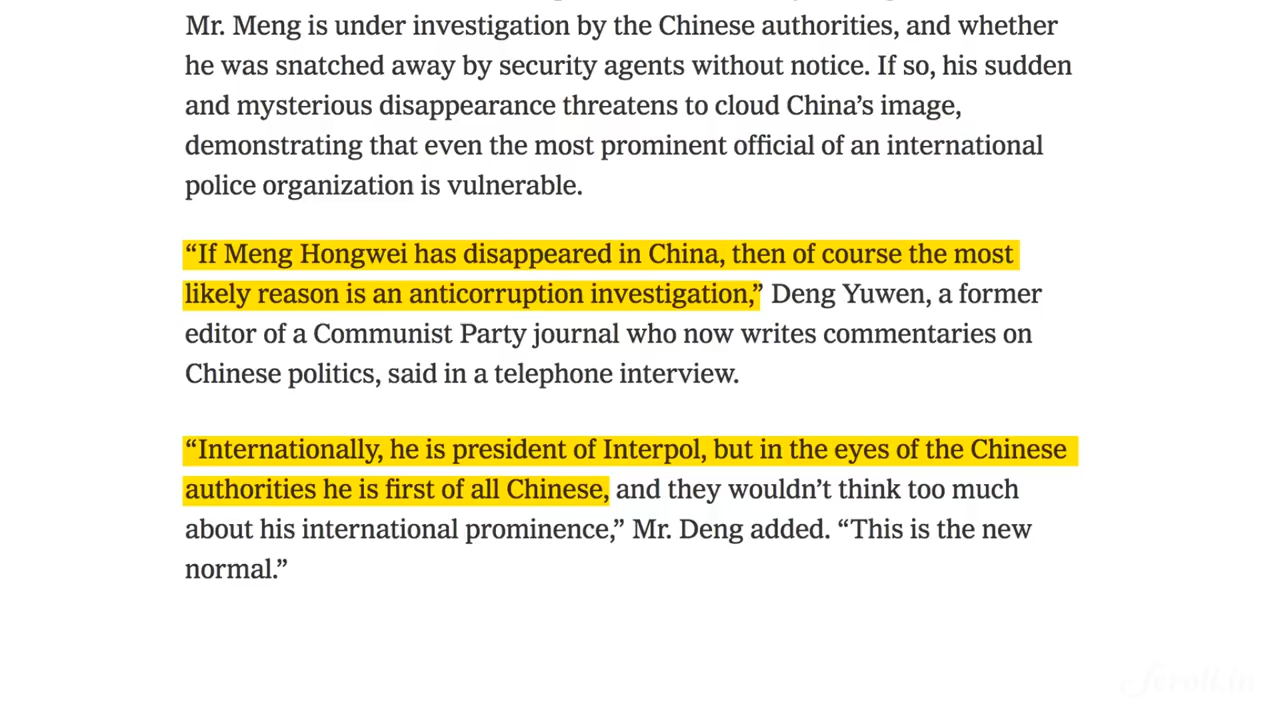 Mr. Meng is under investigation by the Chinese authorities, and whether
he was snatched away by security agents without notice. If so, his sudden
and mysterious disappearance threatens to cloud China’s image,
demonstrating that even the most prominent official of an international
police organization is vulnerable.
“If Meng Hongwei has disappeared in China, then of course the most
likely reason is an anticorruption investigation,” Deng Yuwen, a former
editor of a Communist Party journal who now writes commentaries on
Chinese politics, said in a telephone interview.
“Internationally, he is president of Interpol, but in the eyes of the Chinese
authorities he is first of all Chinese, and they wouldn’t think too much
about his international prominence,” Mr. Deng added. “This is the new
normal.”
Scroll.in